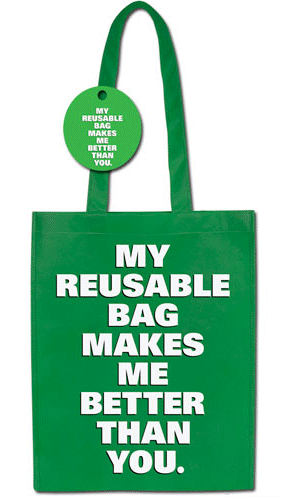 MY
REUSABLE
BAG
MAKES
ME
BETTER
THAN
YOU.
MY
REUSABLE
BAG
MAKES
ME
BETTER
THAN
YOU.